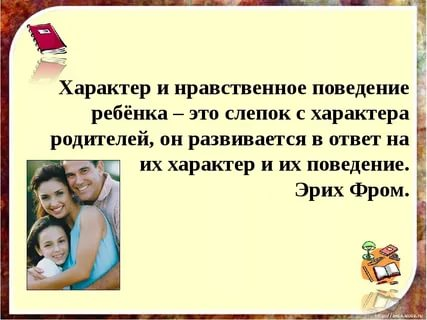 Характер и нравственное поведение
ребёнка – это слепок с характера
родителей, он развивается в ответ на
их характер и их поведение.
Эрих Фром.